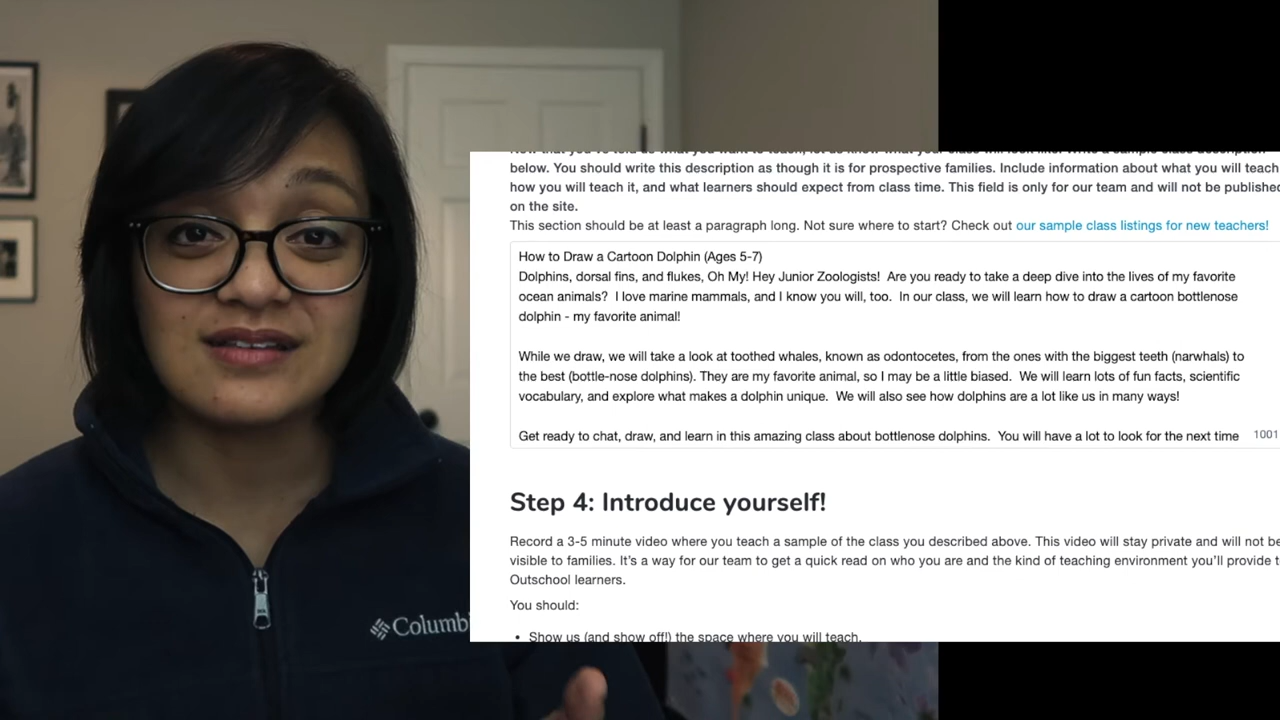 below. You should write this description as though it is for prospective families. Include information about what you will teach
how you will teach it, and what learners should expect from class time. This field is only for our team and will not be published
on the site.
This section should be at least a paragraph long. Not sure where to start? Check out our sample class listings for new teachers!
How to Draw a Cartoon Dolphin (Ages 5-7)
Dolphins, dorsal fins, and flukes, Oh My! Hey Junior Zoologists! Are you ready to take a deep dive into the lives of my favorite
ocean animals? I love marine mammals, and I know you will, too. In our class, we will learn how to draw a cartoon bottlenose
dolphin - my favorite animal!
While we draw, we will take a look at toothed whales, known as odontocetes, from the ones with the biggest teeth (narwhals) to
the best (bottle-nose dolphins). They are my favorite animal, so I may be a little biased. We will learn lots of fun facts, scientific
vocabulary, and explore what makes a dolphin unique. We will also see how dolphins are a lot like us in many ways!
Get ready to chat, draw, and learn in this amazing class about bottlenose dolphins. You will have a lot to look for the next time
1001
Step 4: Introduce yourself!
Record a 3-5 minute video where you teach a sample of the class you described above. This video will stay private and will not be
visible to families. It's a way for our team to get a quick read on who you are and the kind of teaching environment you'll provide t
Outschool learners.
You should:
• Show us (and show off!) the space where you will teach.
Columbi